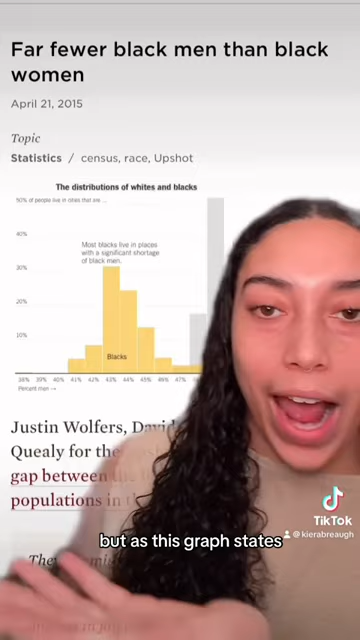 Far fewer black men than black
women
April 21, 2015
Topic
Statistics / census, race, Upshot
The distributions of whites and blacks
50% of people live in cities that are ...
40%
Most blacks live in places
with a significant shortage
of black men.
30%
20%
10%
Blacks
38% 39% 40% 41% 42% 43% 44% 45% 46% 47%
Percent men →
Justin Wolfers, David
Quealy for the
gap between the
populations in
but as this graph states
They
TikTok
@kierabreaugh